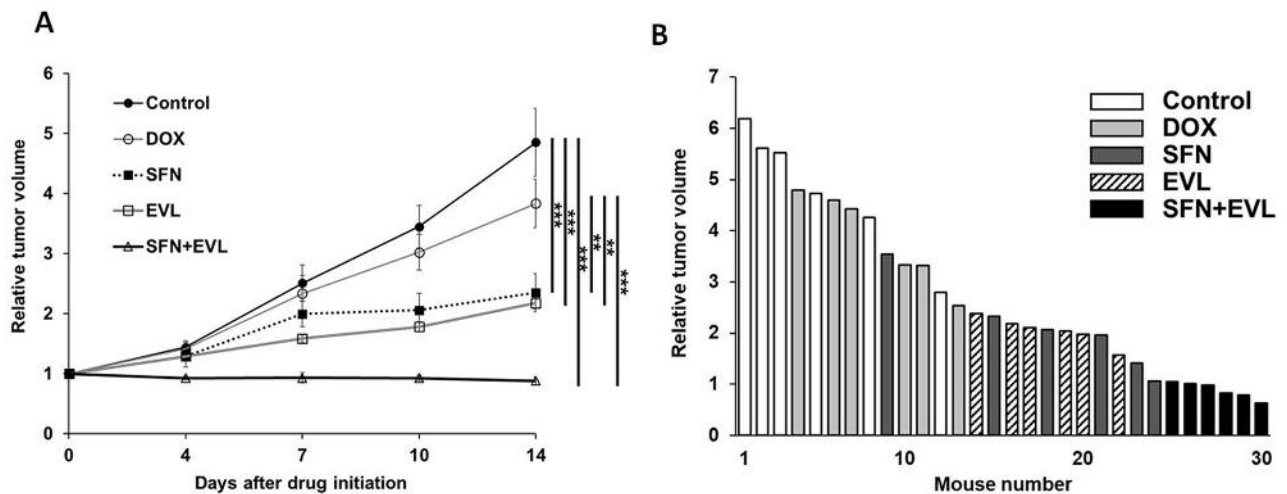 A
Relative tumor volume
6
5
4
3
2
1
0
Control
DOX
SFN
EVL
SFN+EVL
***
***
***
**
**
***
0 4 7 10 14
Days after drug initiation
B
Relative tumor volume
7
6
5
4
3
2
1
0
Control
DOX
SFN
EVL
SFN+EVL
1 10 20 30
Mouse number